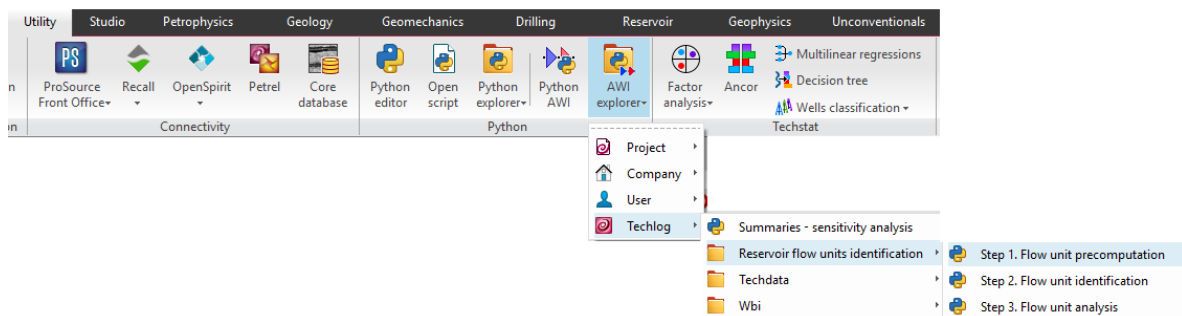 Utility Studio Petrophysics Geology Geomechanics Drilling Reservoir Geophysics Unconventionals
PS
n ProSource Front Office Recall OpenSpirit Petrel Core database Python editor Open script Python explorer Python AWI AWI explorer Factor analysis Ancor
Multilinear regressions
Decision tree
Wells classification
on Connectivity Python Techstat
Project
Company
User
Techlog
Summaries - sensitivity analysis
Reservoir flow units identification
Techdata
Wbi
Step 1. Flow unit precomputation
Step 2. Flow unit identification
Step 3. Flow unit analysis